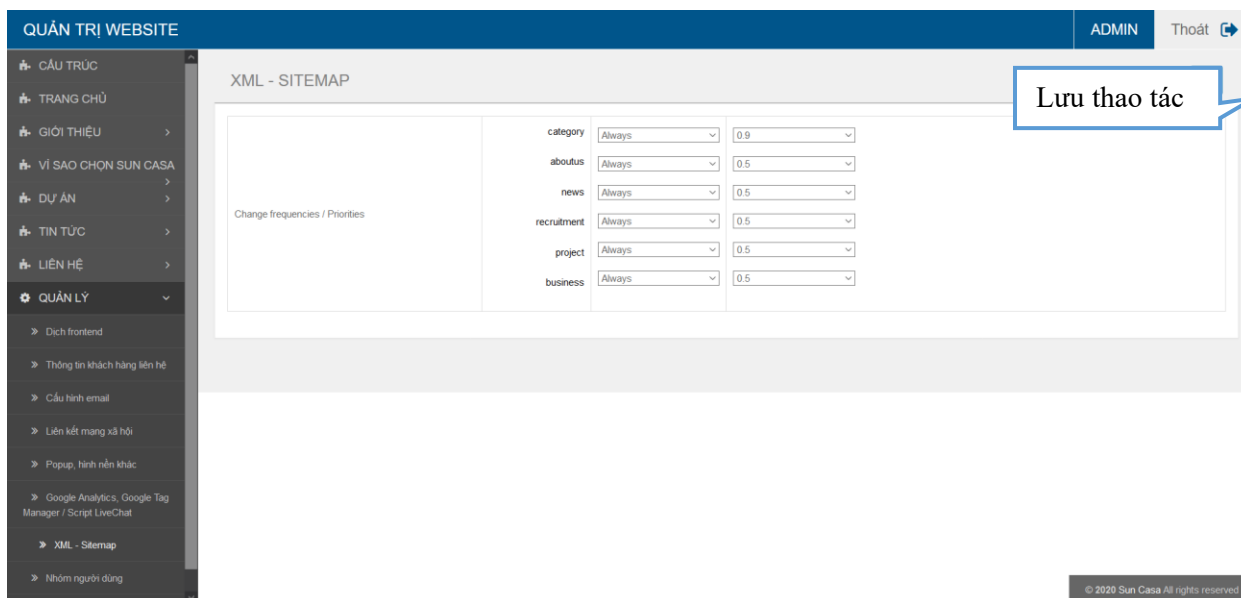 QUẢN TRỊ WEBSITE
ADMIN
Thoát
CẤU TRÚC
TRANG CHỦ
GIỚI THIỆU
VÌ SAO CHỌN SUN CASA
DỰ ÁN
TIN TỨC
LIÊN HỆ
QUẢN LÝ
Dịch frontend
Thông tin khách hàng liên hệ
Cấu hình email
Liên kết mạng xã hội
Popup, hình nền khác
Google Analytics, Google Tag
Manager / Script LiveChat
XML - Sitemap
Nhóm người dùng
XML - SITEMAP
Lưu thao tác
Change frequencies / Priorities
category Always 0.9
aboutus Always 0.5
news Always 0.5
recruitment Always 0.5
project Always 0.5
business Always 0.5
© 2020 Sun Casa All rights reserved